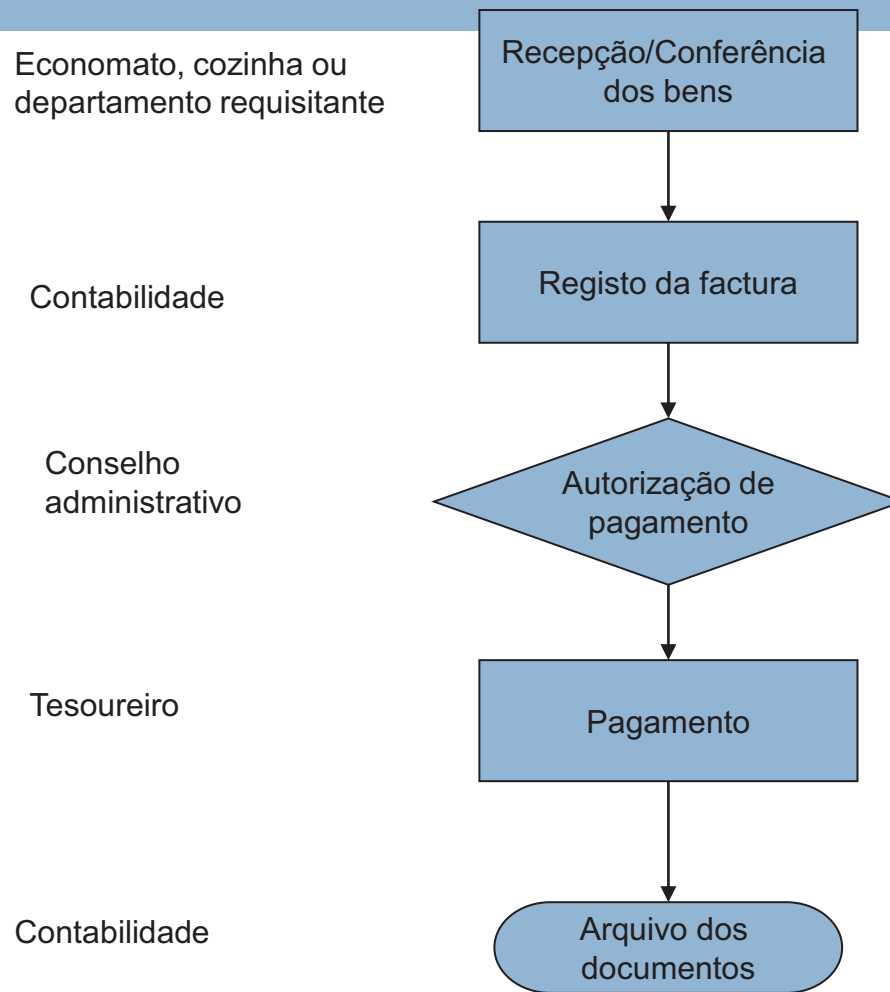 Economato, cozinha ou
departamento requisitante
Recepção/Conferência
dos bens
Contabilidade
Registo da factura
Conselho
administrativo
Autorização de
pagamento
Tesoureiro
Pagamento
Contabilidade
Arquivo dos
documentos